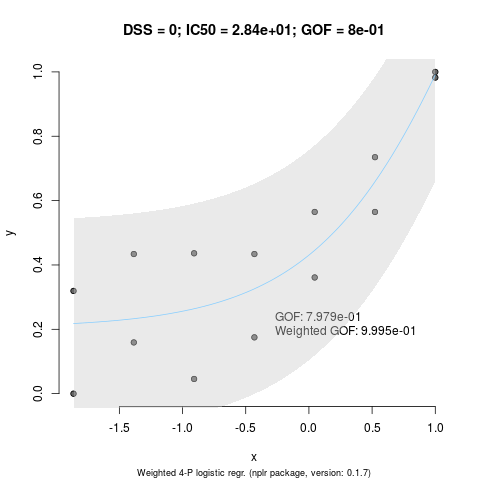 DSS = 0; IC50 = 2.84e+01; GOF = 8e-01
1.0
0.8
0.6
y
0.4
0.2
0.0
GOF: 7.979e-01
Weighted GOF: 9.995e-01
-1.5 -1.0 -0.5 0.0 0.5 1.0
x
Weighted 4-P logistic regr. (nplr package, version: 0.1.7)